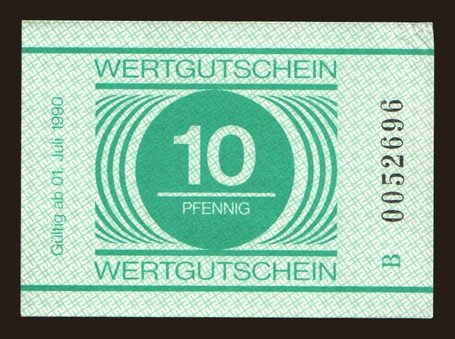 WERTGUTSCHEIN
10
PFENNIG
WERTGUTSCHEIN
Gültig ab 01. Juli 1990
B 0052696